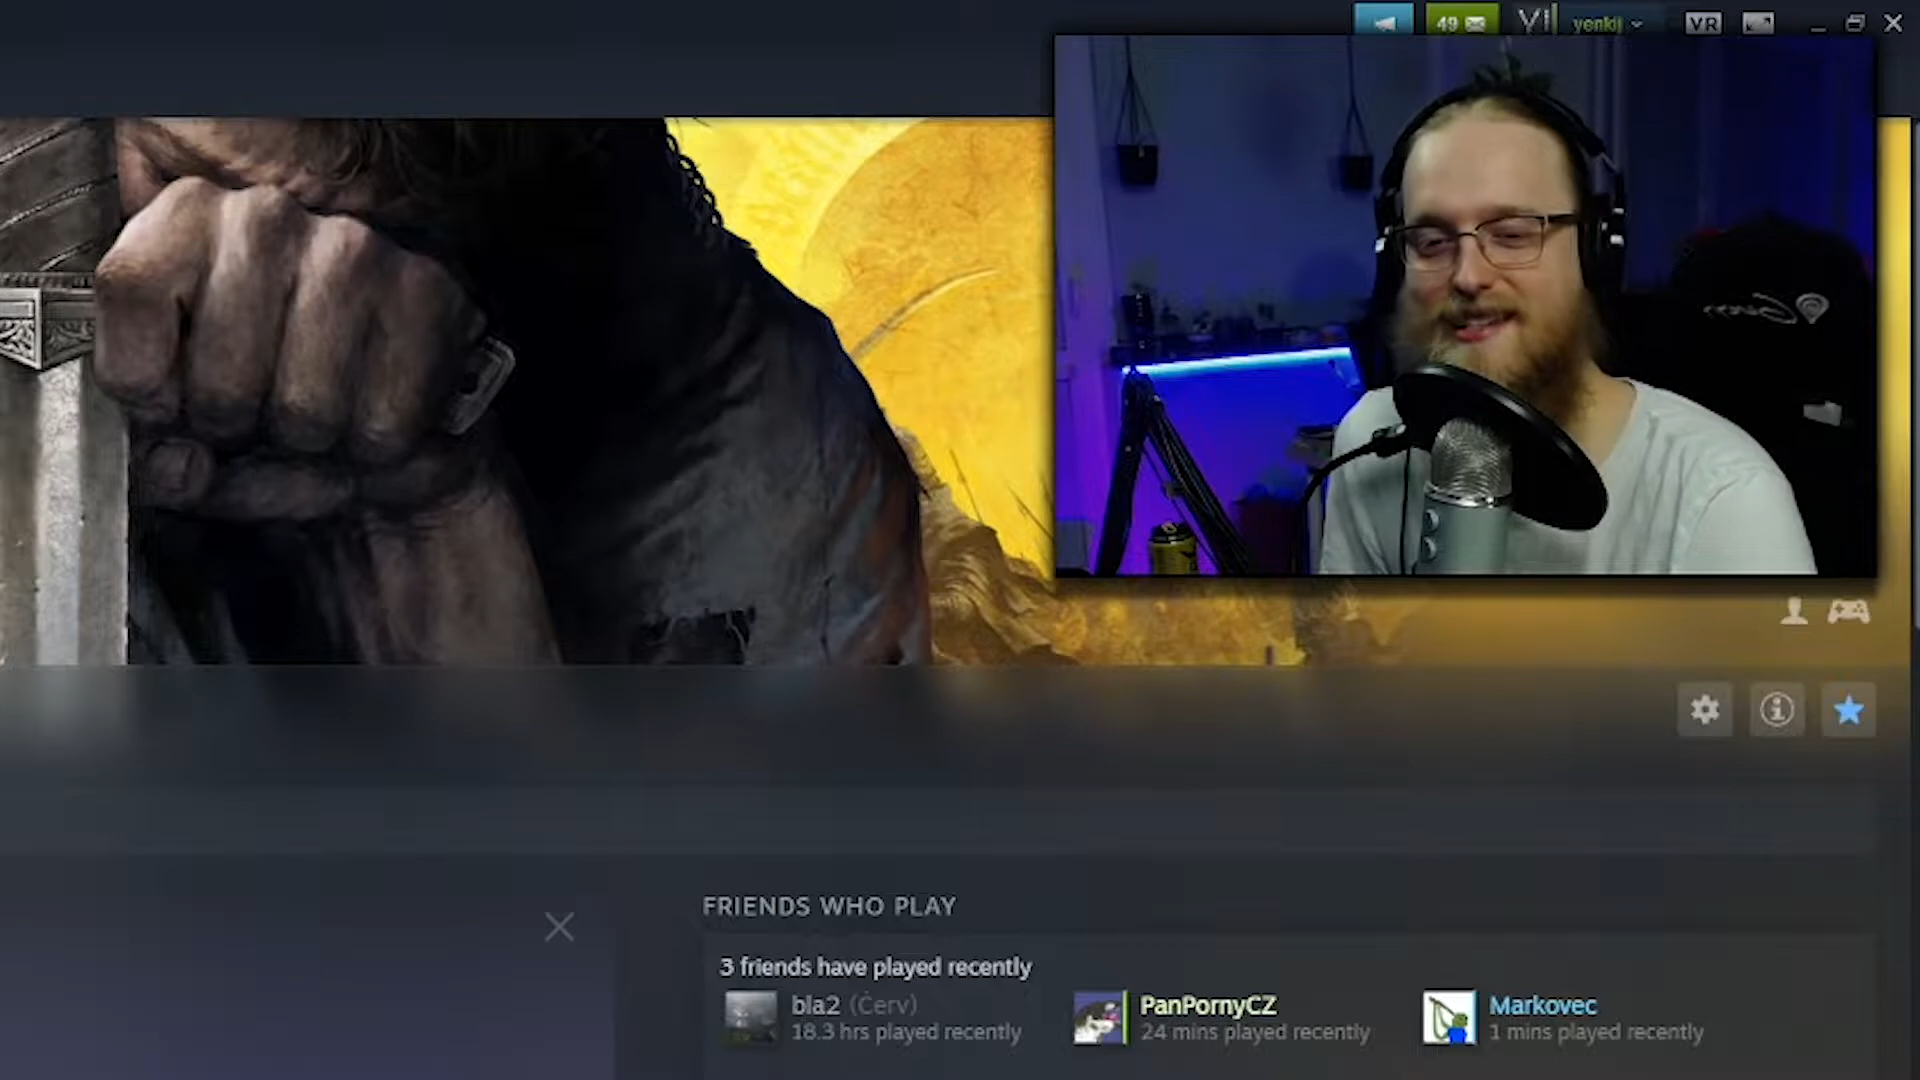 49
yenkij
VR
FRIENDS WHO PLAY
3 friends have played recently
bla2 (Červ)
18.3 hrs played recently
PanPornyCZ
24 mins played recently
Markovec
1 mins played recently